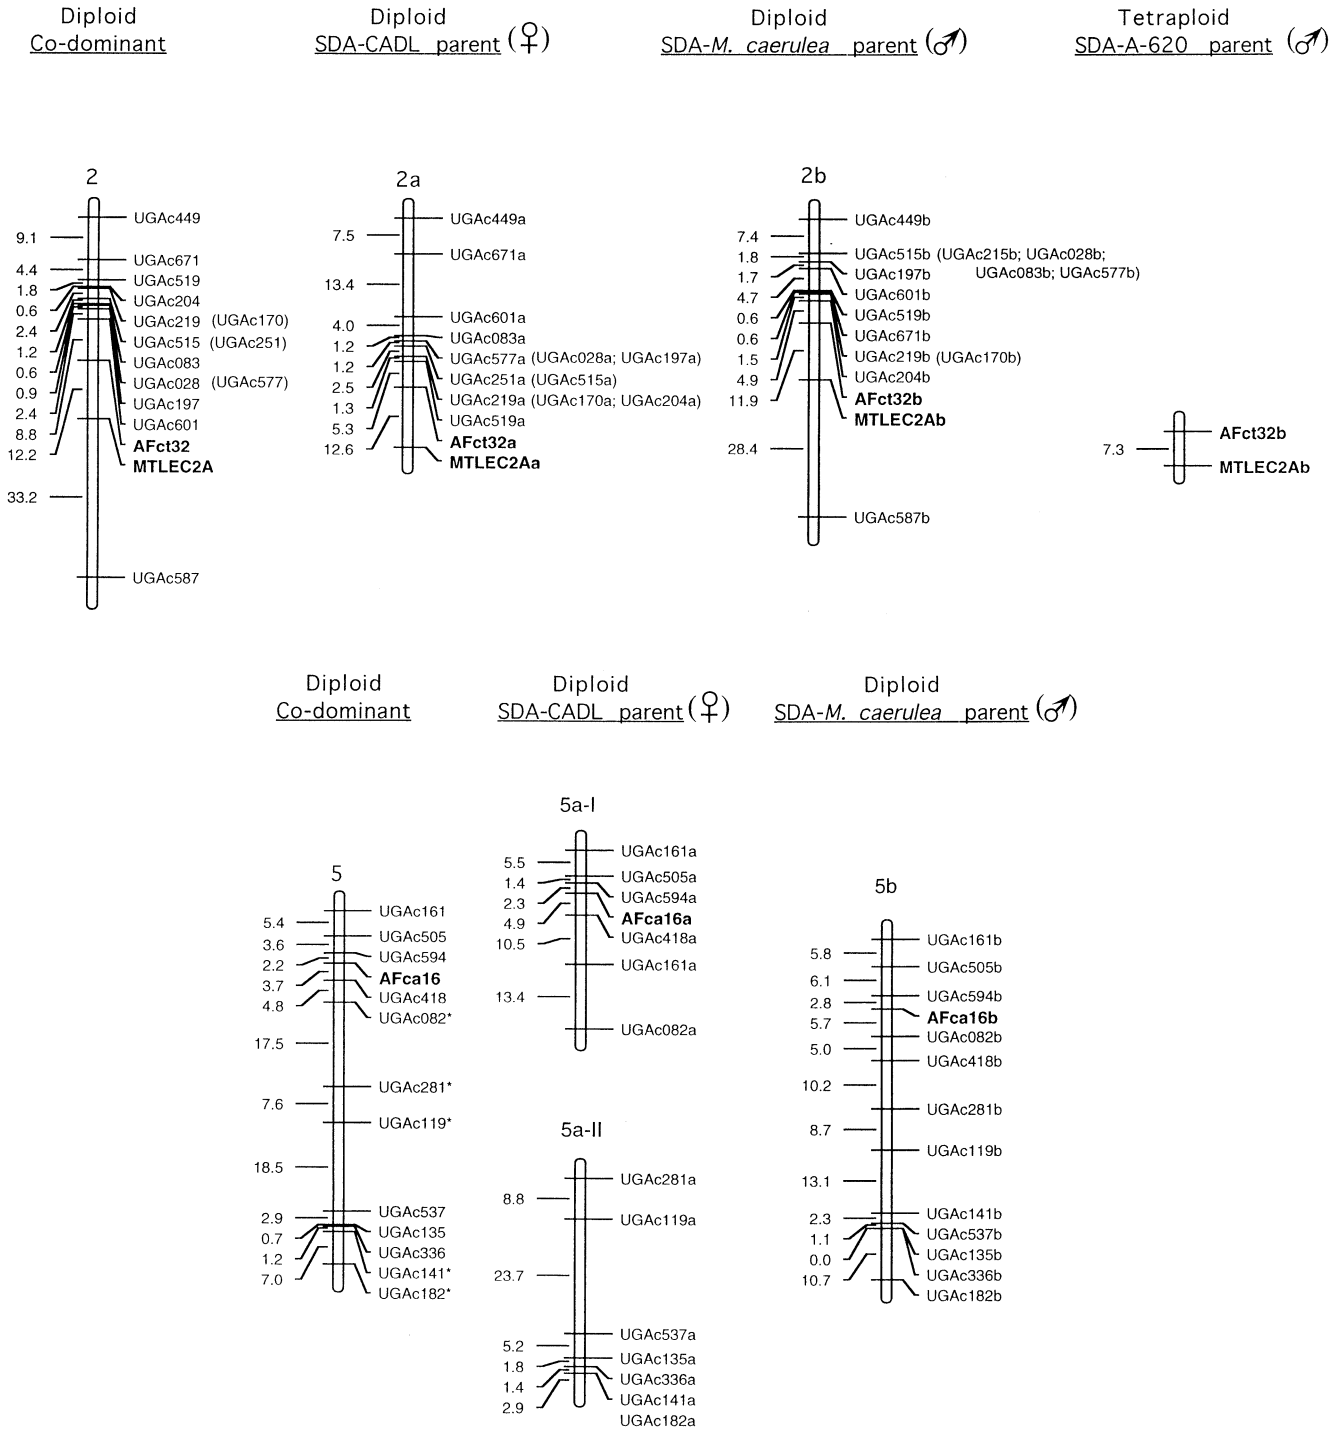 Diploid
Co-dominant
Diploid
SDA-CADL parent (♀)
Diploid
SDA-M. caerulea parent (♂)
Tetraploid
SDA-A-620 parent (♂)
2
UGAc449
UGAc671
UGAc519
UGAc204
UGAc219 (UGAc170)
UGAc515 (UGAc251)
UGAc083
UGAc028 (UGAc577)
UGAc197
UGAc601
AFct32
MTLEC2A
UGAc587
9.1
4.4
1.8
0.6
2.4
1.2
0.6
0.9
2.4
8.8
12.2
33.2
2a
UGAc449a
UGAc671a
UGAc601a
UGAc083a
UGAc577a (UGAc028a; UGAc197a)
UGAc251a (UGAc515a)
UGAc219a (UGAc170a; UGAc204a)
UGAc519a
AFct32a
MTLEC2Aa
7.5
13.4
4.0
1.2
1.2
2.5
1.3
5.3
12.6
2b
UGAc449b
UGAc515b (UGAc215b; UGAc028b;
UGAc083b; UGAc577b)
UGAc197b
UGAc601b
UGAc519b
UGAc671b
UGAc219b (UGAc170b)
UGAc204b
AFct32b
MTLEC2Ab
UGAc587b
7.4
1.8
1.7
4.7
0.6
0.6
1.5
4.9
11.9
28.4
AFct32b
MTLEC2Ab
7.3
Diploid
Co-dominant
Diploid
SDA-CADL parent (♀)
Diploid
SDA-M. caerulea parent (♂)
5
UGAc161
UGAc505
UGAc594
AFca16
UGAc418
UGAc082*
UGAc281*
UGAc119*
UGAc537
UGAc135
UGAc336
UGAc141*
UGAc182*
5.4
3.6
2.2
3.7
4.8
17.5
7.6
18.5
2.9
0.7
1.2
7.0
5a-I
UGAc161a
UGAc505a
UGAc594a
AFca16a
UGAc418a
UGAc161a
UGAc082a
5.5
1.4
2.3
4.9
10.5
13.4
5a-II
UGAc281a
UGAc119a
UGAc537a
UGAc135a
UGAc336a
UGAc141a
UGAc182a
8.8
23.7
5.2
1.8
1.4
2.9
5b
UGAc161b
UGAc505b
UGAc594b
AFca16b
UGAc082b
UGAc418b
UGAc281b
UGAc119b
UGAc141b
UGAc537b
UGAc135b
UGAc336b
UGAc182b
5.8
6.1
2.8
5.7
5.0
10.2
8.7
13.1
2.3
1.1
0.0
10.7